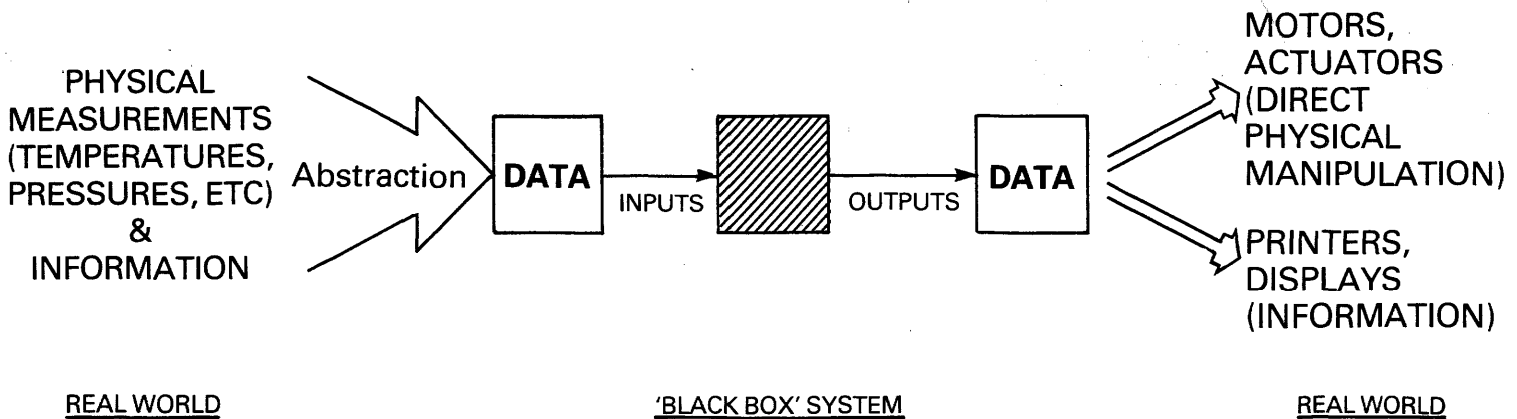 PHYSICAL
MEASUREMENTS
(TEMPERATURES,
PRESSURES, ETC)
&
INFORMATION
Abstraction
DATA
INPUTS
OUTPUTS
DATA
MOTORS,
ACTUATORS
(DIRECT
PHYSICAL
MANIPULATION)
PRINTERS,
DISPLAYS
(INFORMATION)
REAL WORLD
'BLACK BOX' SYSTEM
REAL WORLD